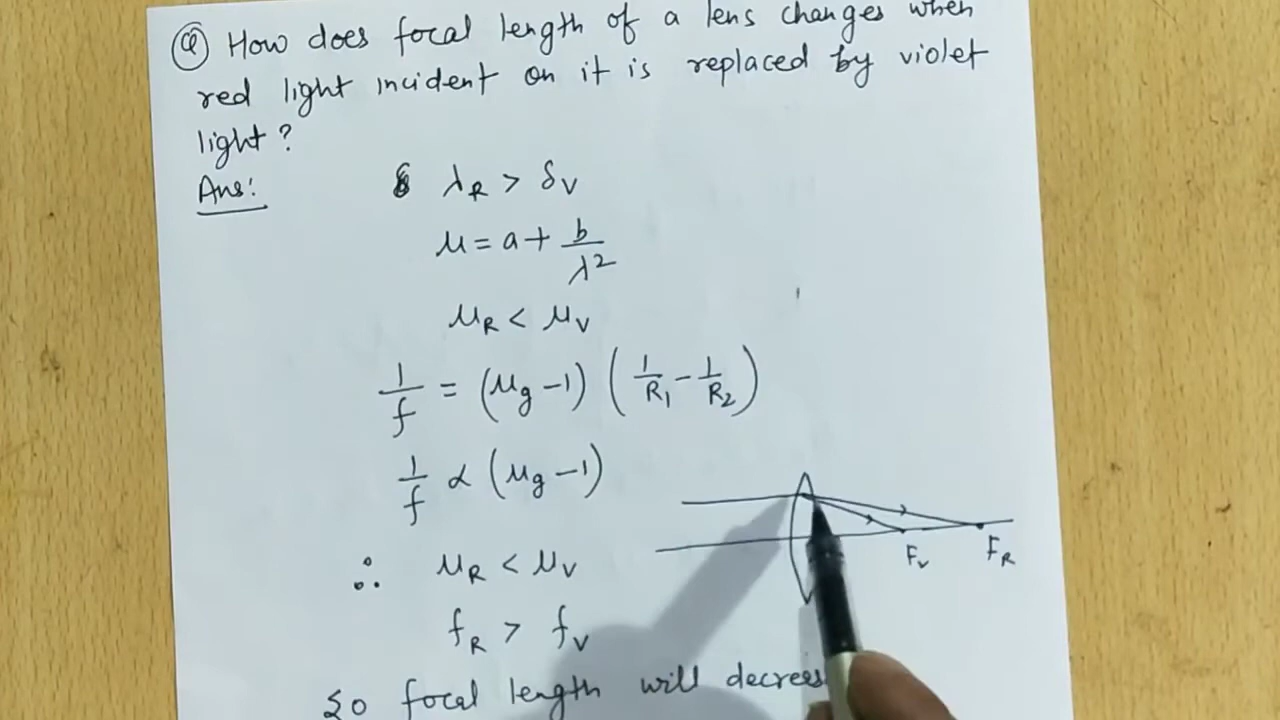 Q How does focal length of a lens changes when
red light incident on it is replaced by violet
light ?
Ans:
λR > δV
μ = a + b/λ²
μR < μV
1/f = (μg -1) (1/R1 - 1/R2)
1/f ∝ (μg -1)
∴ μR < μV
FV FR
fR > fV
So focal length will decrees